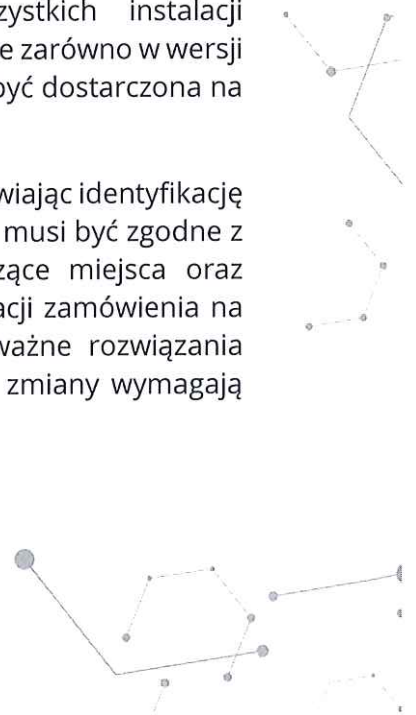 zystkich instalacji
e zarówno w wersji
być dostarczona na
wiając identyfikację
musi być zgodne z
zące miejsca oraz
acji zamówienia na
ważne rozwiązania
zmiany wymagają